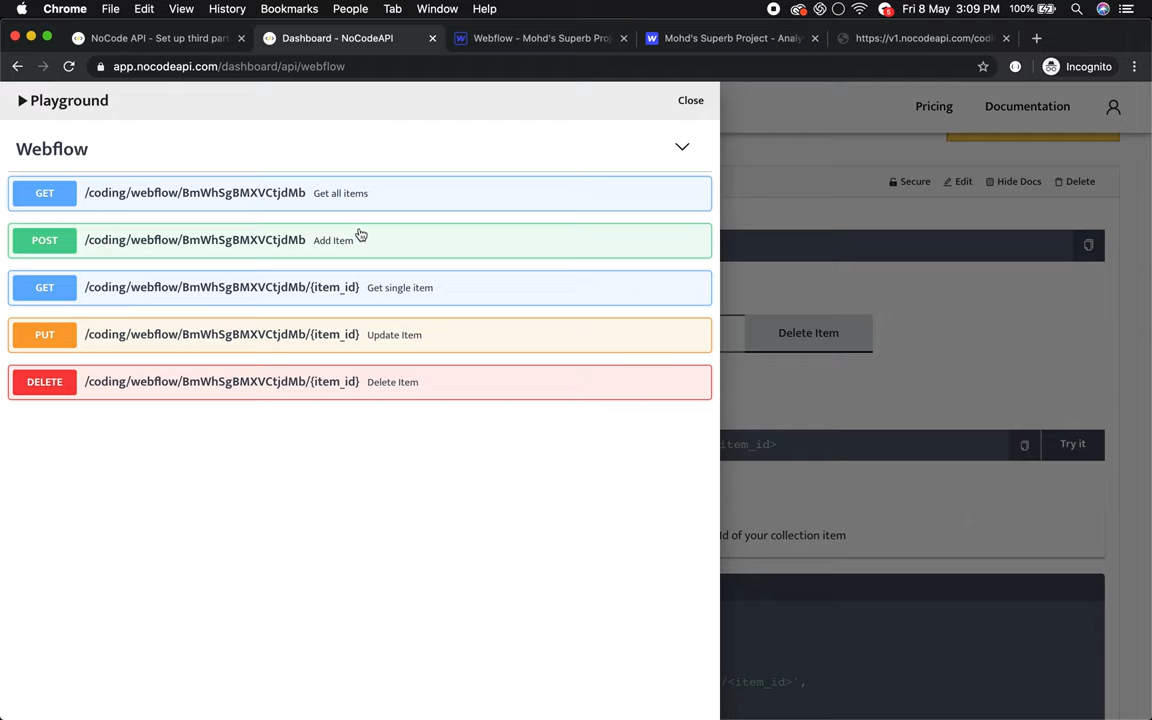 Chrome File Edit View History Bookmarks People Tab Window Help 5 Fri 8 May 3:09 PM 100%
NoCode API - Set up third part Dashboard - NoCodeAPI Webflow - Mohd's Superb Proj Mohd's Superb Project - Analy https://v1.nocodeapi.com/codi
app.nocodeapi.com/dashboard/api/webflow Incognito
Playground Close
Pricing Documentation
Webflow
Secure Edit Hide Docs Delete
GET /coding/webflow/BmWhSgBMXVCtjdMb Get all items
POST /coding/webflow/BmWhSgBMXVCtjdMb Add Item
GET /coding/webflow/BmWhSgBMXVCtjdMb/{item_id} Get single item
PUT /coding/webflow/BmWhSgBMXVCtjdMb/{item_id} Update Item
Delete Item
DELETE /coding/webflow/BmWhSgBMXVCtjdMb/{item_id} Delete Item
item_id> Try it
Id of your collection item
/<item_id>`,